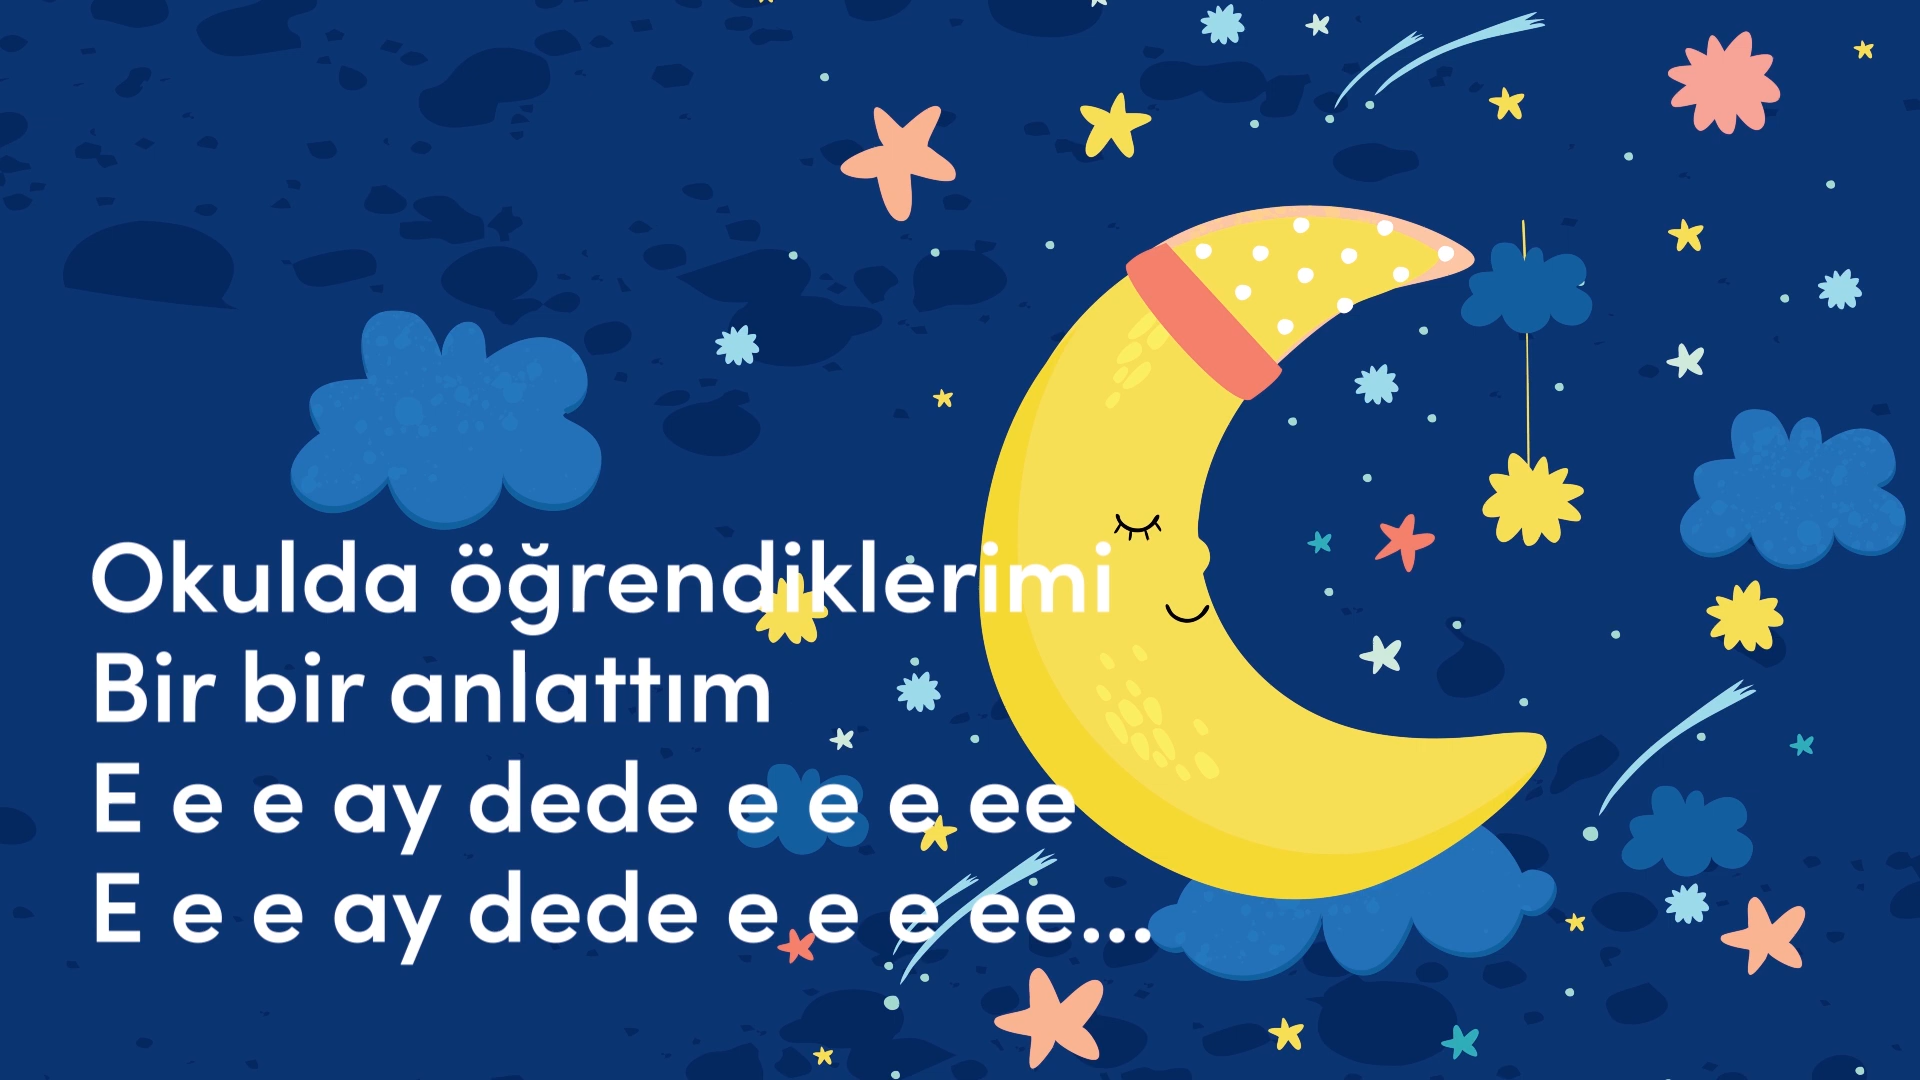 Okulda öğrendiklerimi
Bir bir anlattım
E e e ay dede e e e ee
E e e ay dede e e e ee...